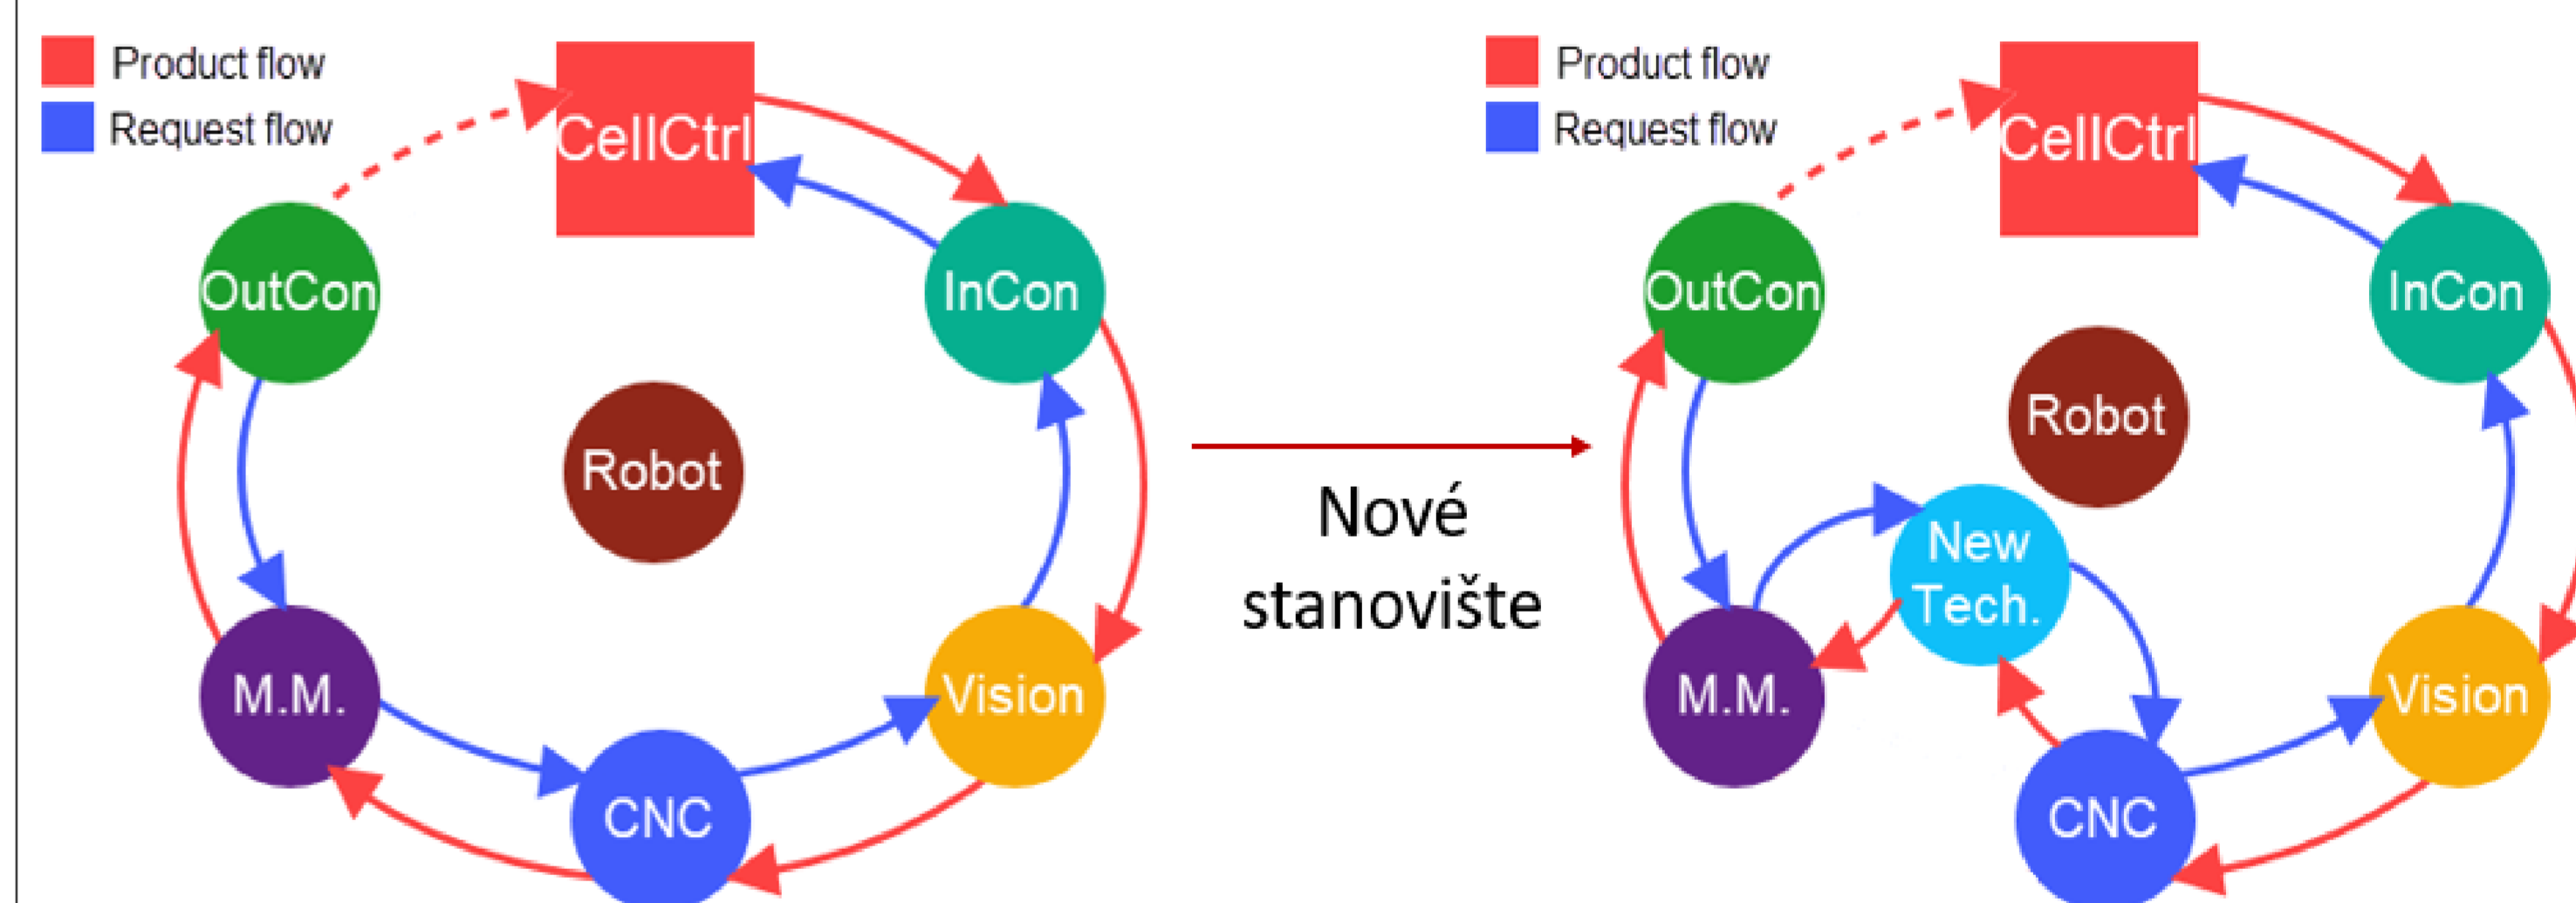 Product flow
Request flow
CellCtrl
OutCon
InCon
Robot
M.M.
Vision
CNC
Nové
stanoviště
Product flow
Request flow
CellCtrl
OutCon
InCon
Robot
New
Tech.
M.M.
Vision
CNC